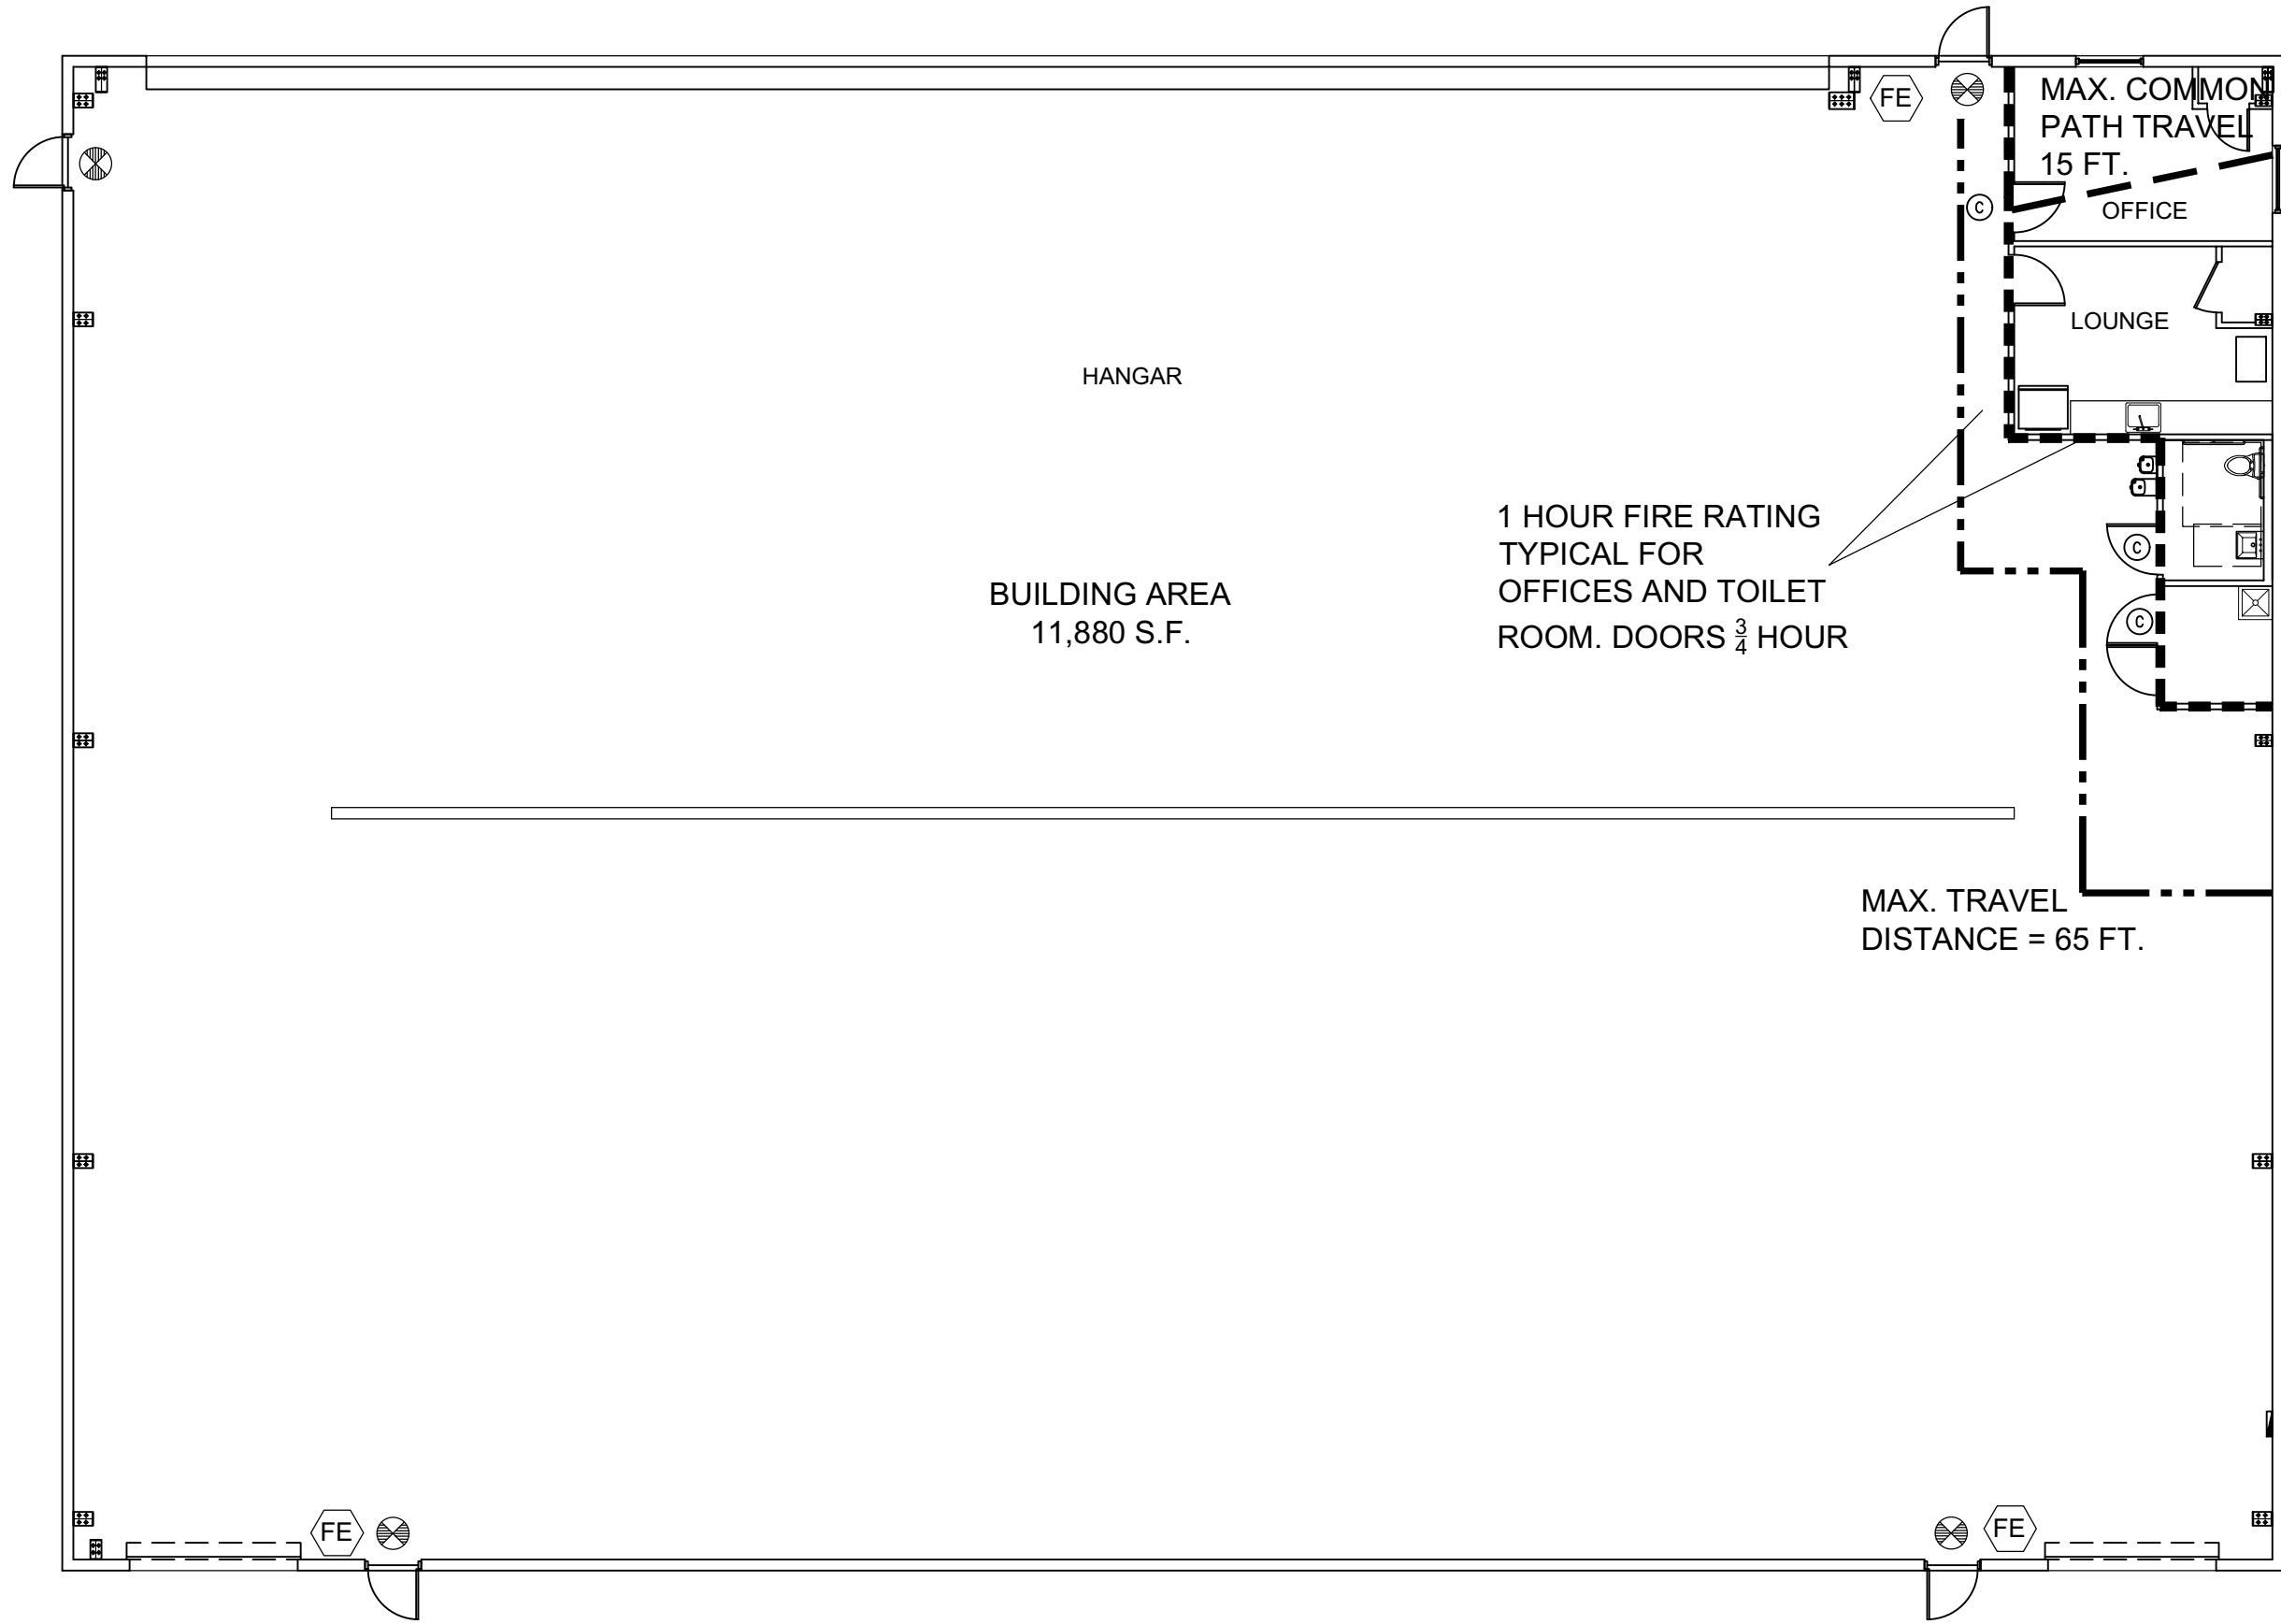 FE
MAX. COMMON
PATH TRAVEL
15 FT.
C
OFFICE
LOUNGE
HANGAR
1 HOUR FIRE RATING
TYPICAL FOR
OFFICES AND TOILET
ROOM. DOORS 3/4 HOUR
C
BUILDING AREA
11,880 S.F.
C
MAX. TRAVEL
DISTANCE = 65 FT.
FE
FE